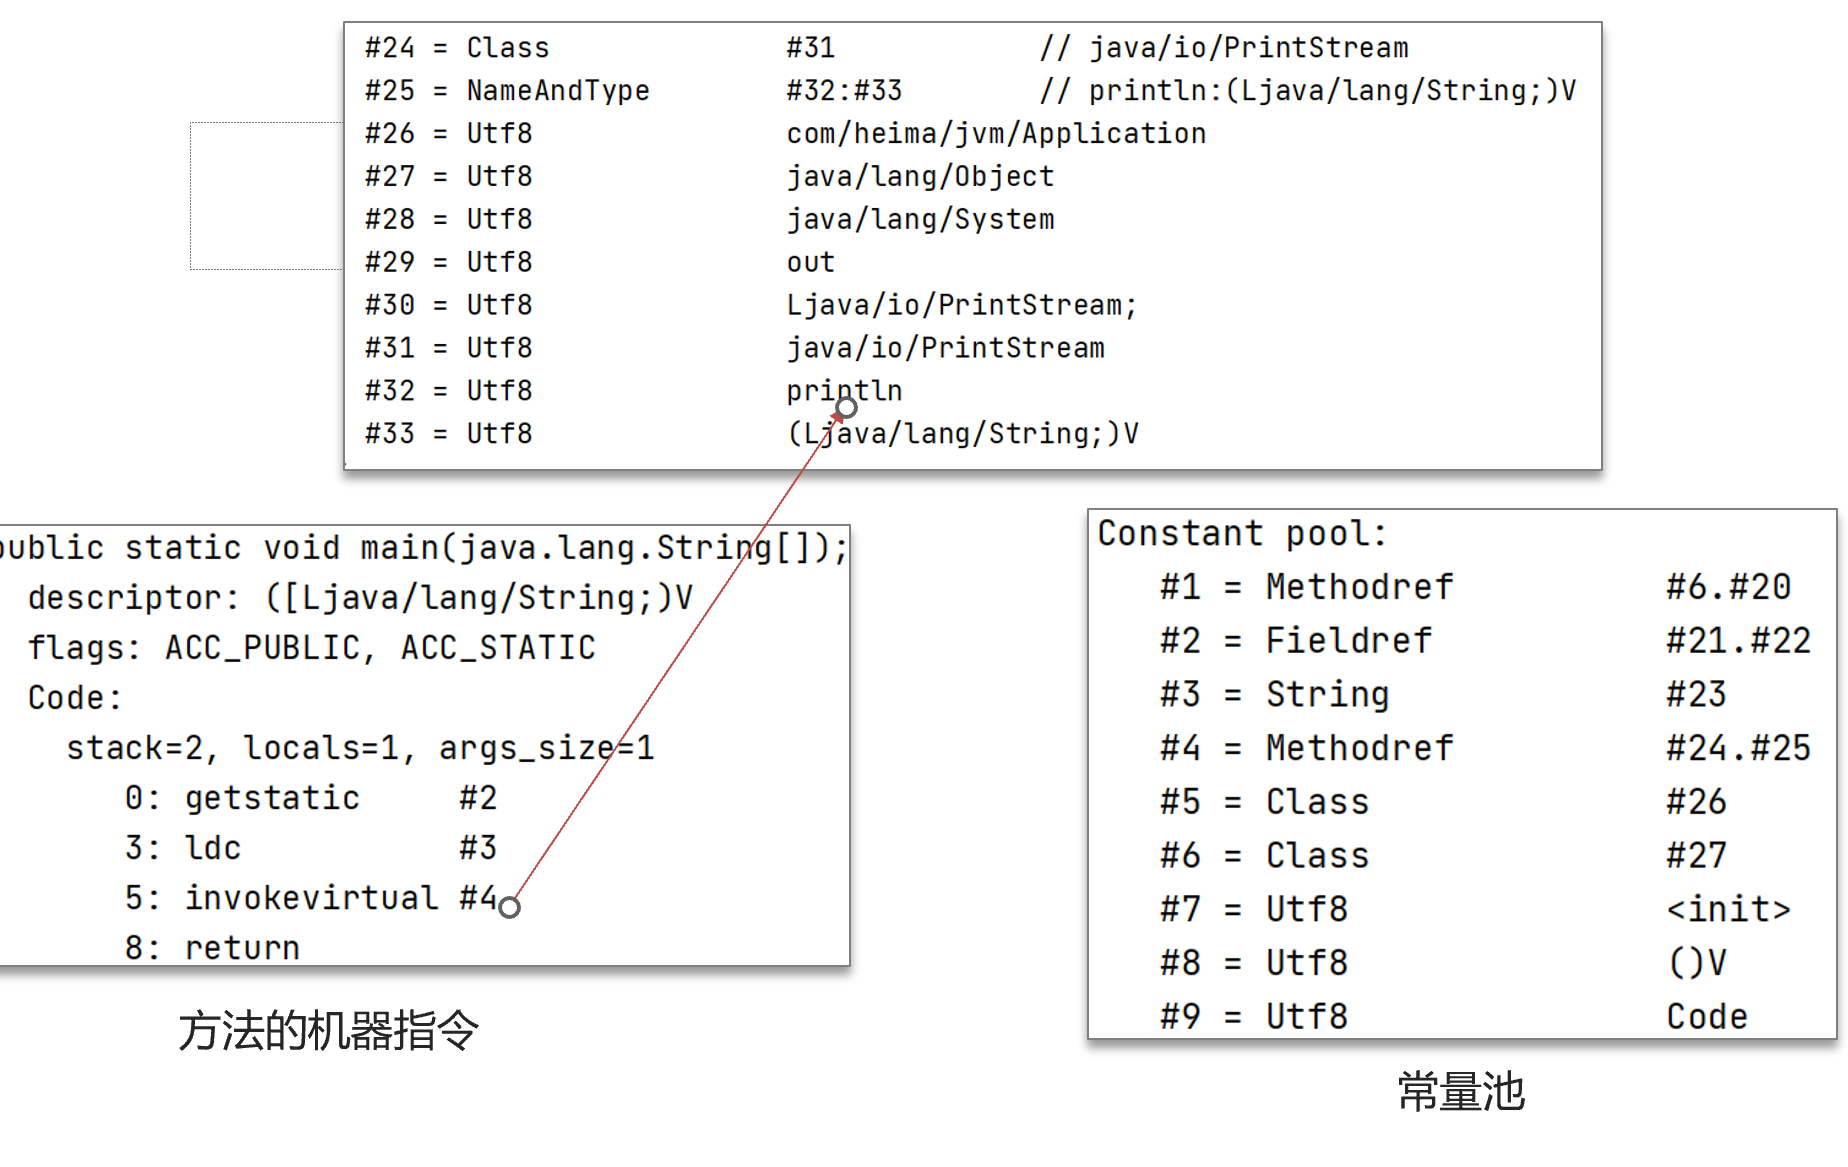 #24 = Class #31 // java/io/PrintStream
#25 = NameAndType #32:#33 // println:(Ljava/lang/String;)V
#26 = Utf8 com/heima/jvm/Application
#27 = Utf8 java/lang/Object
#28 = Utf8 java/lang/System
#29 = Utf8 out
#30 = Utf8 Ljava/io/PrintStream;
#31 = Utf8 java/io/PrintStream
#32 = Utf8 println
#33 = Utf8 (Ljava/lang/String;)V
public static void main(java.lang.String[]);
descriptor: ([Ljava/lang/String;)V
flags: ACC_PUBLIC, ACC_STATIC
Code:
stack=2, locals=1, args_size=1
0: getstatic #2
3: ldc #3
5: invokevirtual #4
8: return
方法的机器指令
Constant pool:
#1 = Methodref #6.#20
#2 = Fieldref #21.#22
#3 = String #23
#4 = Methodref #24.#25
#5 = Class #26
#6 = Class #27
#7 = Utf8 <init>
#8 = Utf8 ()V
#9 = Utf8 Code
常量池